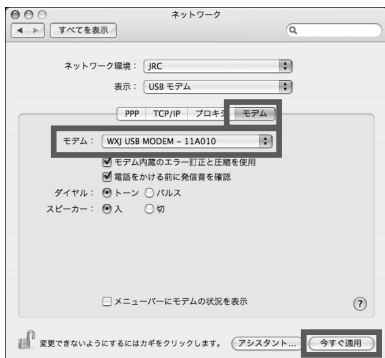 ネットワーク
すべてを表示
ネットワーク環境： JRC
表示： USB モデム
PPP TCP/IP プロキシ モデム
モデム： WXJ USB MODEM – 11A010
モデム内蔵のエラー訂正と圧縮を使用
電話をかける前に発信音を確認
ダイヤル： トーン パルス
スピーカー： 入 切
メニューバーにモデムの状況を表示
?
変更できないようにするにはカギをクリックします。 アシスタント... 今すぐ適用